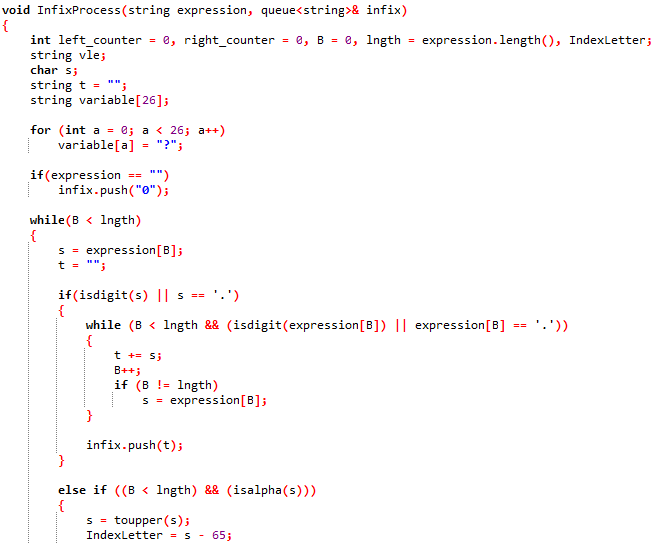 void InfixProcess(string expression, queue<string>& infix)
{
int left_counter = 0, right_counter = 0, B = 0, lngth = expression.length(), IndexLetter;
string vle;
char s;
string t = "";
string variable[26];
for (int a = 0; a < 26; a++)
variable[a] = "?";
if(expression == "")
infix.push("0");
while(B < lngth)
{
s = expression[B];
t = "";
if(isdigit(s) || s == '.')
{
while (B < lngth && (isdigit(expression[B]) || expression[B] == '.'))
{
t += s;
B++;
if (B != lngth)
s = expression[B];
}
infix.push(t);
}
else if ((B < lngth) && (isalpha(s)))
{
s = toupper(s);
IndexLetter = s - 65;